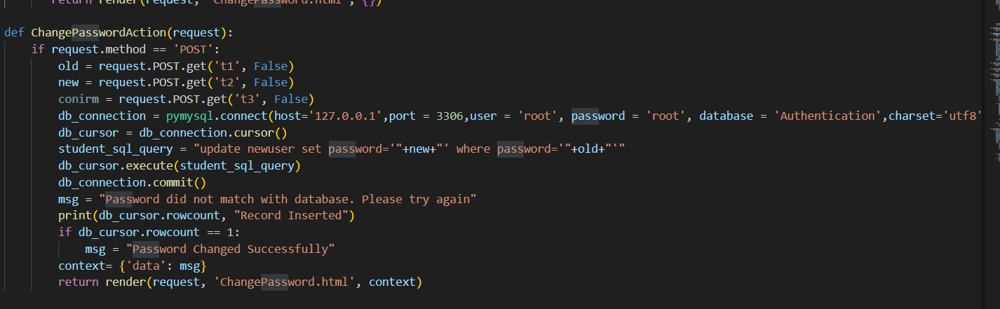 return render(request, 'ChangePassword.html', {})
def ChangePasswordAction(request):
if request.method == 'POST':
old = request.POST.get('t1', False)
new = request.POST.get('t2', False)
conirm = request.POST.get('t3', False)
db_connection = pymysql.connect(host='127.0.0.1',port = 3306,user = 'root', password = 'root', database = 'Authentication',charset='utf8'
db_cursor = db_connection.cursor()
student_sql_query = "update newuser set password='"+new+"' where password='"+old+"'"
db_cursor.execute(student_sql_query)
db_connection.commit()
msg = "Password did not match with database. Please try again"
print(db_cursor.rowcount, "Record Inserted")
if db_cursor.rowcount == 1:
msg = "Password Changed Successfully"
context= {'data': msg}
return render(request, 'ChangePassword.html', context)